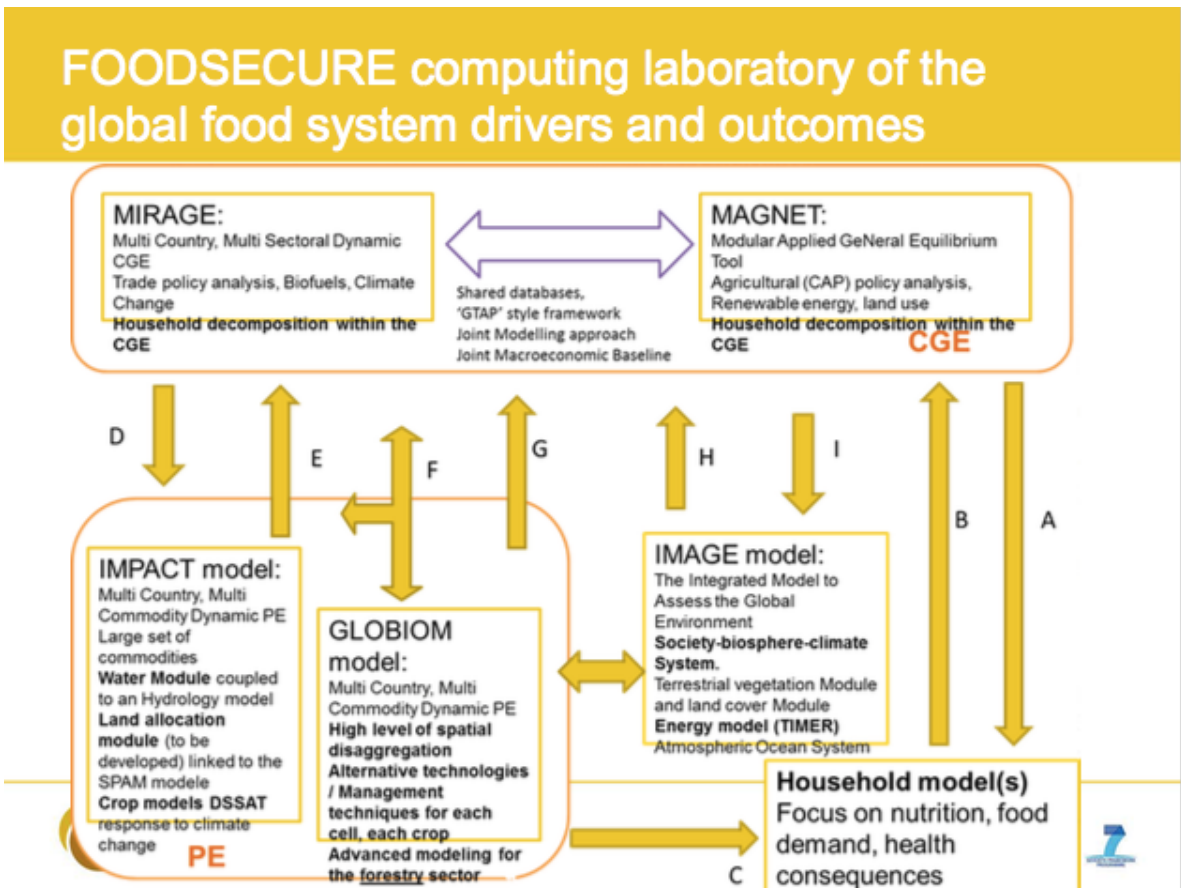 FOODSECURE computing laboratory of the
global food system drivers and outcomes
MIRAGE:
Multi Country, Multi Sectoral Dynamic
CGE
Trade policy analysis, Biofuels, Climate
Change
Household decomposition within the
CGE
Shared databases,
'GTAP' style framework
Joint Modelling approach
Joint Macroeconomic Baseline
MAGNET:
Modular Applied GeNeral Equilibrium
Tool
Agricultural (CAP) policy analysis,
Renewable energy, land use
Household decomposition within the
CGE
CGE
D
E
F
G
H
I
B
A
IMPACT model:
Multi Country, Multi
Commodity Dynamic PE
Large set of
commodities
Water Module coupled
to an Hydrology model
Land allocation
module (to be
developed) linked to the
SPAM modele
Crop models DSSAT
response to climate
change
PE
GLOBIOM
model:
Multi Country, Multi
Commodity Dynamic PE
High level of spatial
disaggregation
Alternative technologies
/ Management
techniques for each
cell, each crop
Advanced modeling for
the forestry sector
IMAGE model:
The Integrated Model to
Assess the Global
Environment
Society-biosphere-climate
System.
Terrestrial vegetation Module
and land cover Module
Energy model (TIMER)
Atmospheric Ocean System
Household model(s)
Focus on nutrition, food
demand, health
consequences
C
7